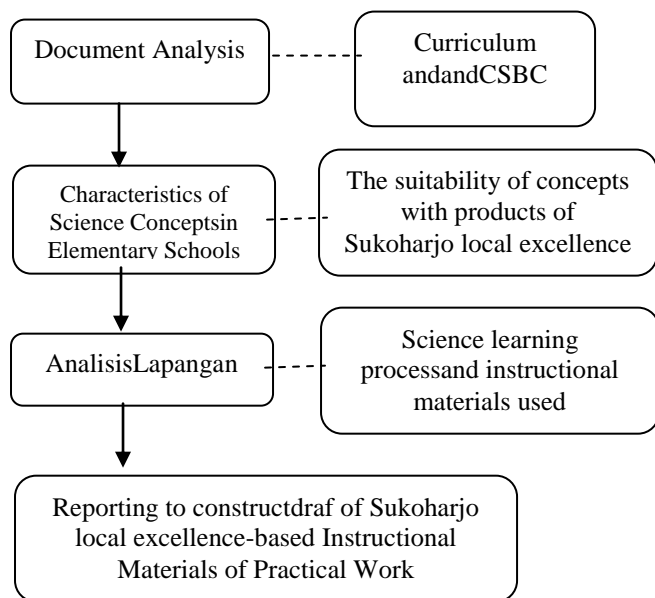 Document Analysis
Curriculum
andandCSBC
Characteristics of
Science Conceptsin
Elementary Schools
The suitability of concepts
with products of
Sukoharjo local excellence
AnalisisLapangan
Science learning
processand instructional
materials used
Reporting to constructdraf of Sukoharjo
local excellence-based Instructional
Materials of Practical Work